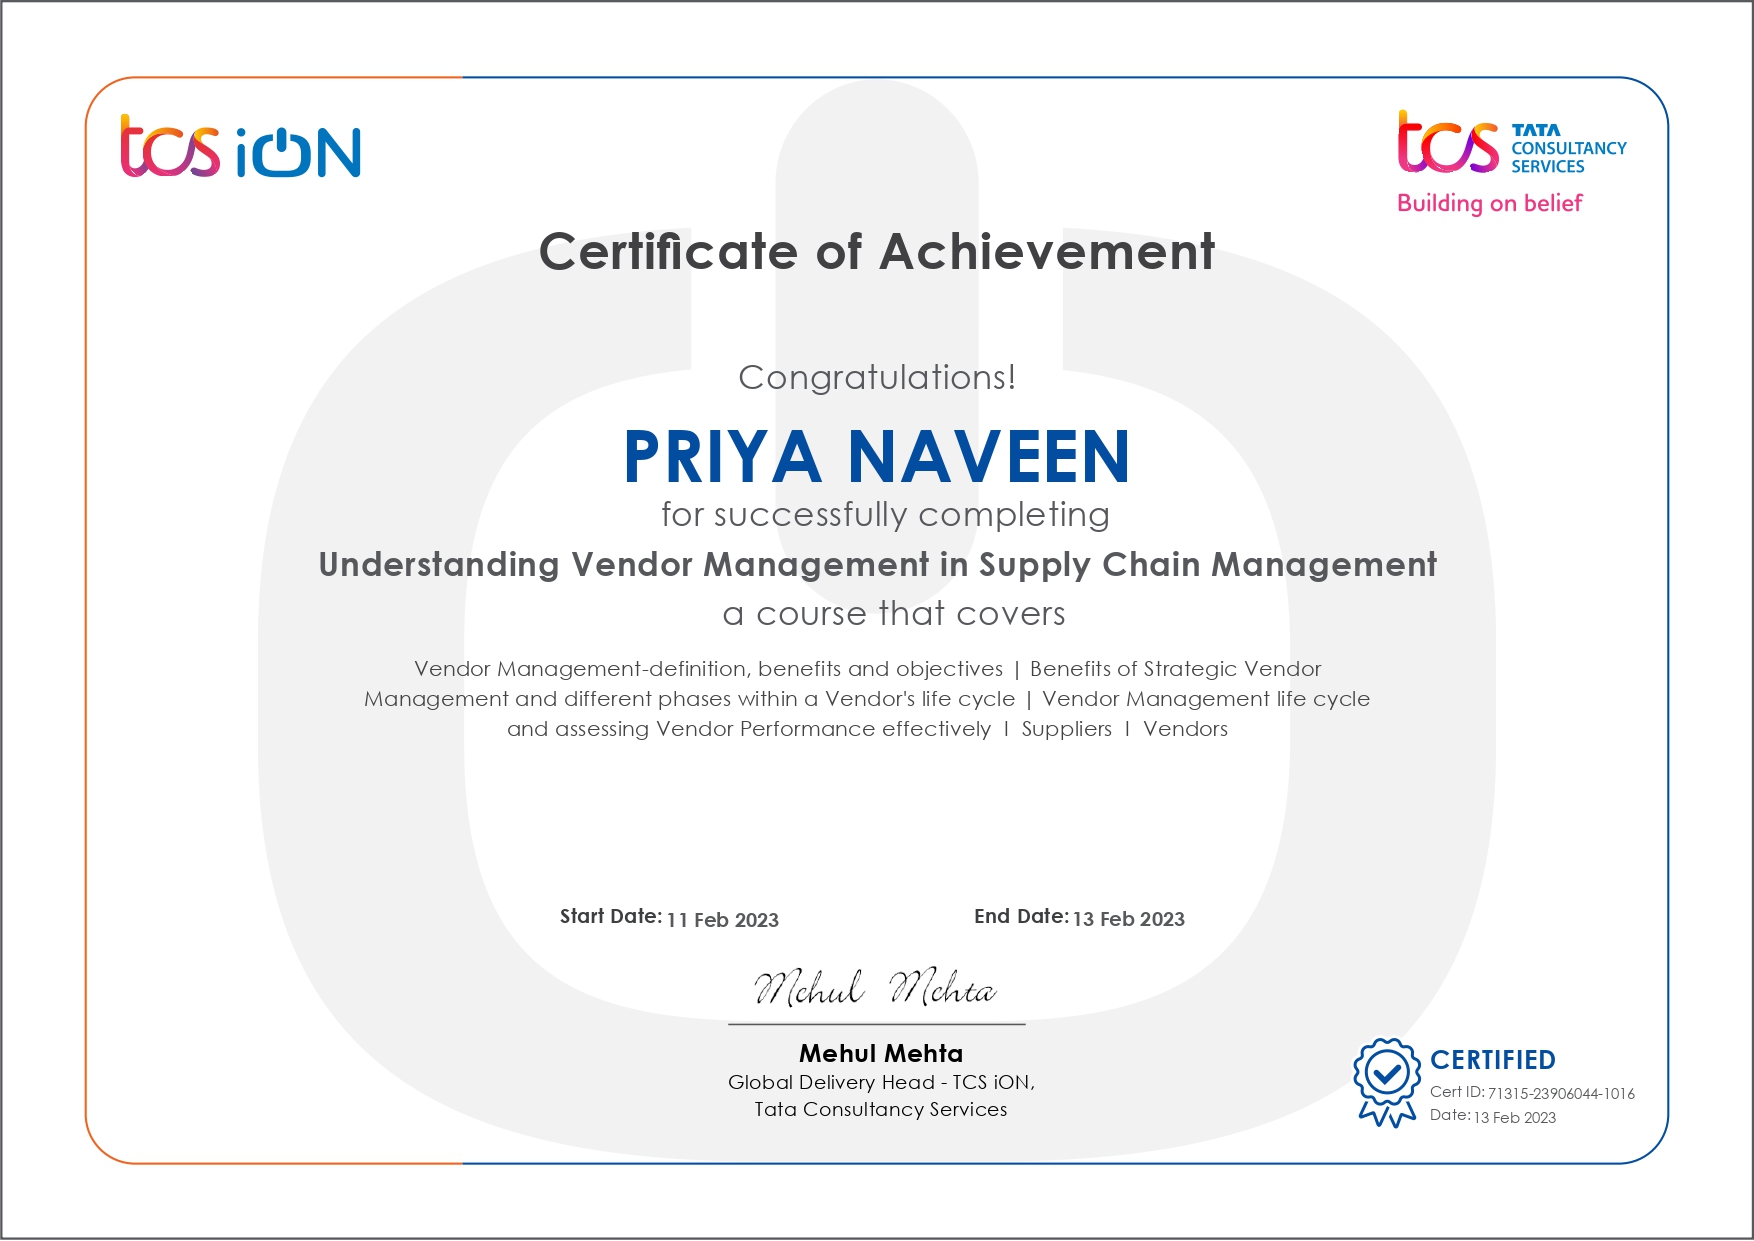 tcs iON
tcs TATA
CONSULTANCY
SERVICES
Building on belief
Certificate of Achievement
Congratulations!
PRIYA NAVEEN
for successfully completing
Understanding Vendor Management in Supply Chain Management
a course that covers
Vendor Management-definition, benefits and objectives | Benefits of Strategic Vendor
Management and different phases within a Vendor's life cycle | Vendor Management life cycle
and assessing Vendor Performance effectively I Suppliers I Vendors
Start Date: 11 Feb 2023 End Date: 13 Feb 2023
Mehul Mehta
Mehul Mehta
Global Delivery Head - TCS iON,
Tata Consultancy Services
CERTIFIED
Cert ID: 71315-23906044-1016
Date: 13 Feb 2023